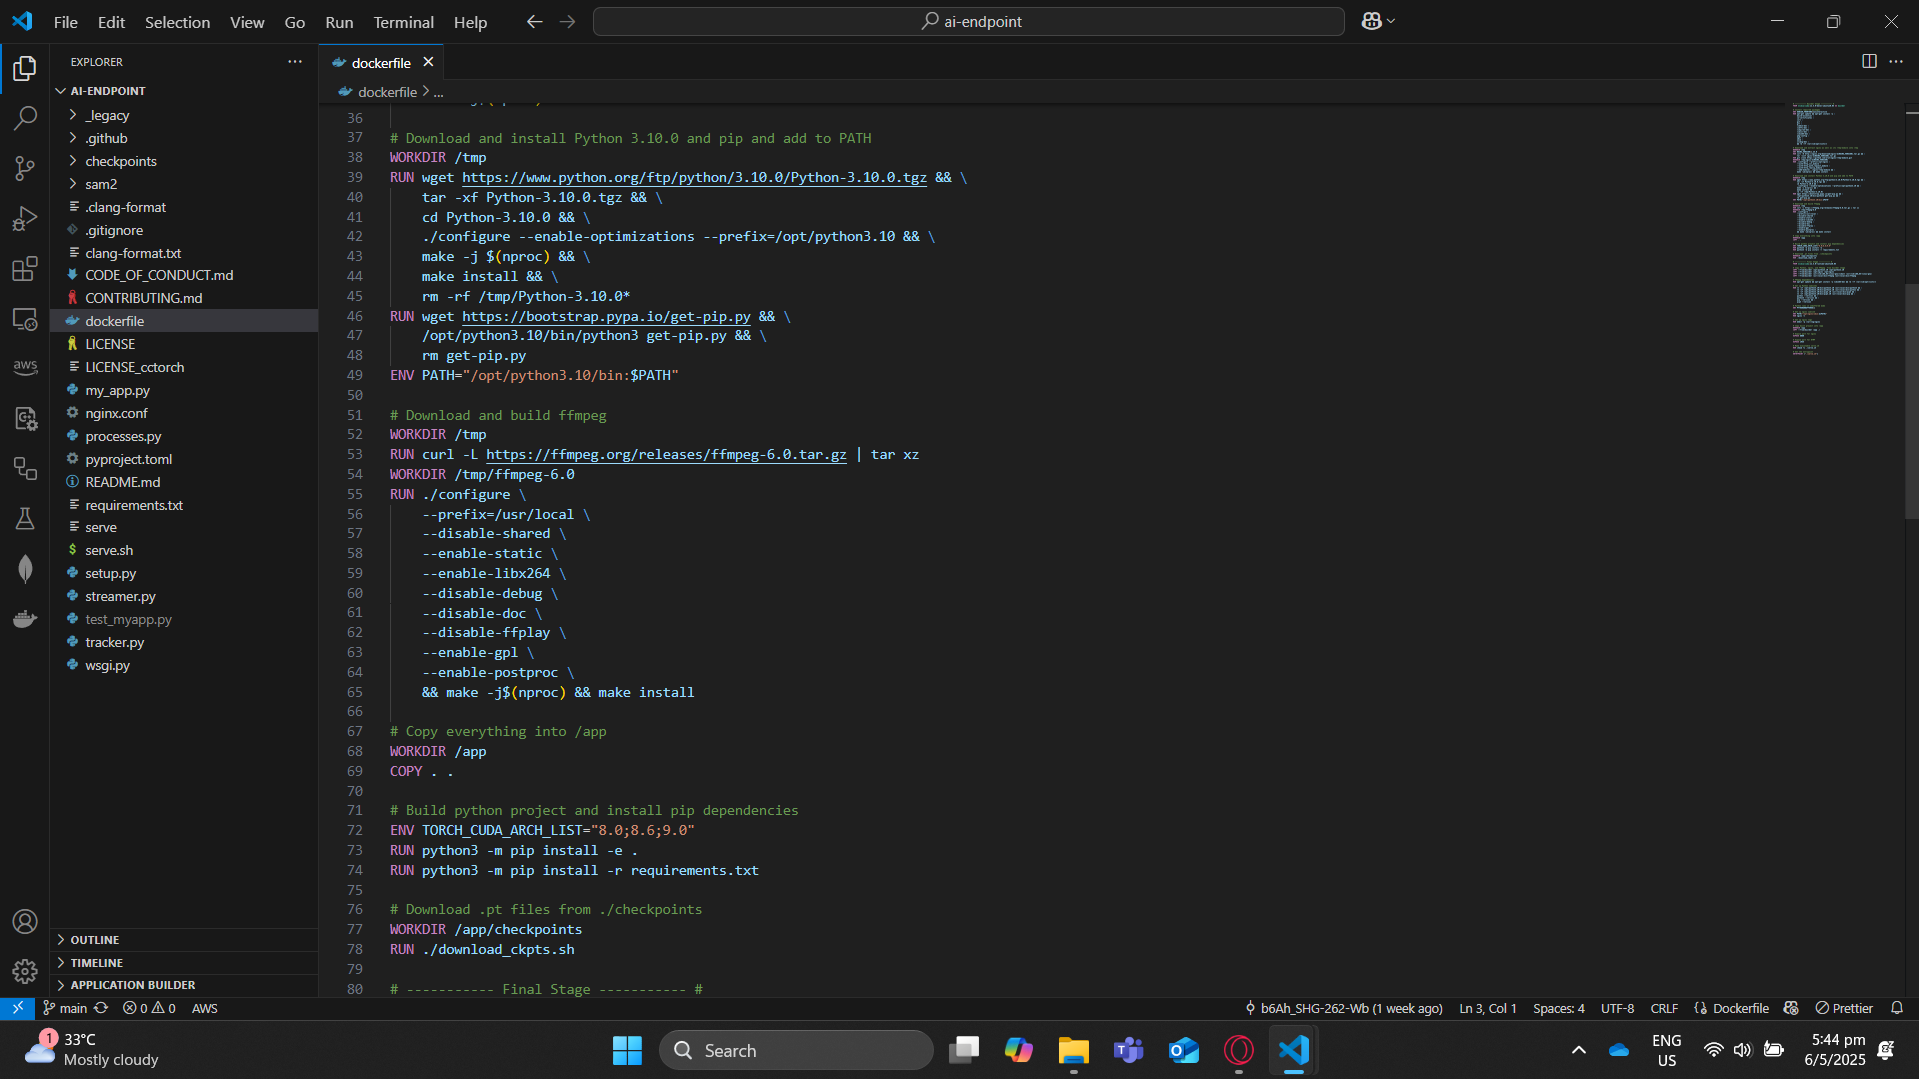 File Edit Selection View Go Run Terminal Help
ai-endpoint
EXPLORER
AI-ENDPOINT
_legacy
.github
checkpoints
sam2
.clang-format
.gitignore
clang-format.txt
CODE_OF_CONDUCT.md
CONTRIBUTING.md
dockerfile
LICENSE
LICENSE_cctorch
my_app.py
nginx.conf
processes.py
pyproject.toml
README.md
requirements.txt
serve
serve.sh
setup.py
streamer.py
test_myapp.py
tracker.py
wsgi.py
OUTLINE
TIMELINE
APPLICATION BUILDER
aws
dockerfile
dockerfile > ...
36
37 # Download and install Python 3.10.0 and pip and add to PATH
38 WORKDIR /tmp
39 RUN wget https://www.python.org/ftp/python/3.10.0/Python-3.10.0.tgz && \
40 tar -xf Python-3.10.0.tgz && \
41 cd Python-3.10.0 && \
42 ./configure --enable-optimizations --prefix=/opt/python3.10 && \
43 make -j $(nproc) && \
44 make install && \
45 rm -rf /tmp/Python-3.10.0*
46 RUN wget https://bootstrap.pypa.io/get-pip.py && \
47 /opt/python3.10/bin/python3 get-pip.py && \
48 rm get-pip.py
49 ENV PATH="/opt/python3.10/bin:$PATH"
50
51 # Download and build ffmpeg
52 WORKDIR /tmp
53 RUN curl -L https://ffmpeg.org/releases/ffmpeg-6.0.tar.gz | tar xz
54 WORKDIR /tmp/ffmpeg-6.0
55 RUN ./configure \
56 --prefix=/usr/local \
57 --disable-shared \
58 --enable-static \
59 --enable-libx264 \
60 --disable-debug \
61 --disable-doc \
62 --disable-ffplay \
63 --enable-gpl \
64 --enable-postproc \
65 && make -j$(nproc) && make install
66
67 # Copy everything into /app
68 WORKDIR /app
69 COPY . .
70
71 # Build python project and install pip dependencies
72 ENV TORCH_CUDA_ARCH_LIST="8.0;8.6;9.0"
73 RUN python3 -m pip install -e .
74 RUN python3 -m pip install -r requirements.txt
75
76 # Download .pt files from ./checkpoints
77 WORKDIR /app/checkpoints
78 RUN ./download_ckpts.sh
79
80 # ----------- Final Stage ----------- #
main 0 0 AWS b6Ah_SHG-262-Wb (1 week ago) Ln 3, Col 1 Spaces: 4 UTF-8 CRLF Dockerfile Prettier
1
33°C
Mostly cloudy
Search
ENG
US
5:44 pm
6/5/2025